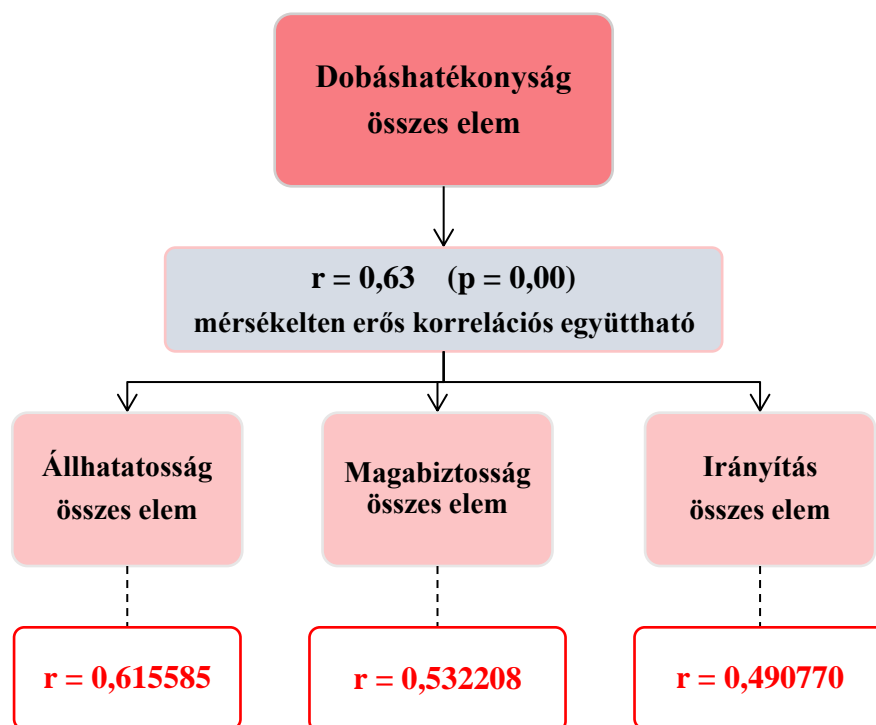 Dobáshatékonyság
összes elem
r = 0,63 (p = 0,00)
mérsékelten erős korrelációs együttható
Állhatatosság
összes elem
Magabiztosság
összes elem
Irányítás
összes elem
r = 0,615585
r = 0,532208
r = 0,490770